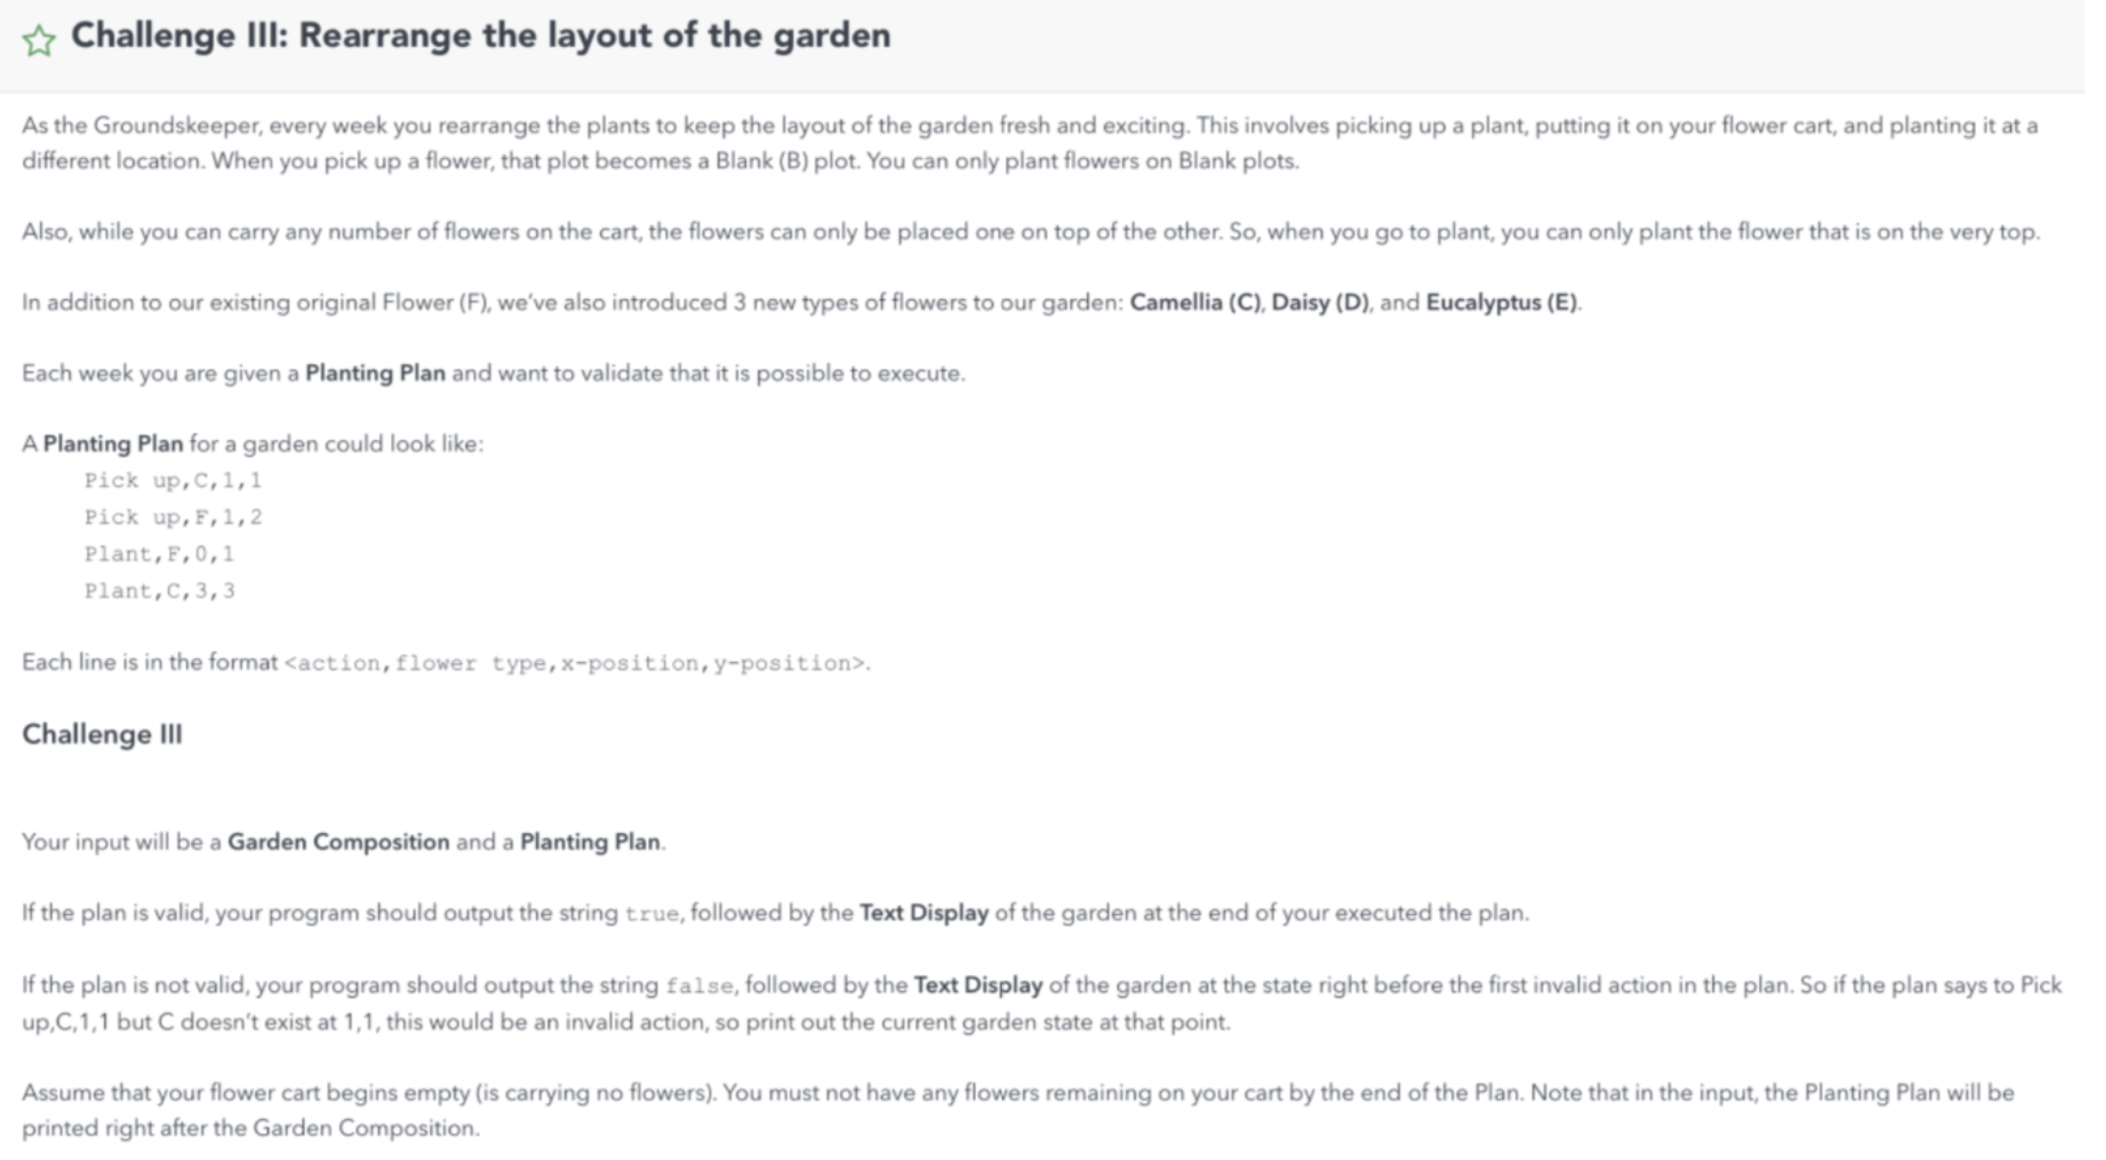 Challenge III: Rearrange the layout of the garden
As the Groundskeeper, every week you rearrange the plants to keep the layout of the garden fresh and exciting. This involves picking up a plant, putting it on your flower cart, and planting it at a
different location. When you pick up a flower, that plot becomes a Blank (B) plot. You can only plant flowers on Blank plots.
Also, while you can carry any number of flowers on the cart, the flowers can only be placed one on top of the other. So, when you go to plant, you can only plant the flower that is on the very top.
In addition to our existing original Flower (F), we've also introduced 3 new types of flowers to our garden: Camellia (C), Daisy (D), and Eucalyptus (E).
Each week you are given a Planting Plan and want to validate that it is possible to execute.
A Planting Plan for a garden could look like:
Pick up,C,1,1
Pick up,F,1,2
Plant,F,0,1
Plant,C,3,3
Each line is in the format <action,flower type,x-position,y-position>.
Challenge III
Your input will be a Garden Composition and a Planting Plan.
If the plan is valid, your program should output the string true, followed by the Text Display of the garden at the end of your executed the plan.
If the plan is not valid, your program should output the string false, followed by the Text Display of the garden at the state right before the first invalid action in the plan. So if the plan says to Pick
up,C,1,1 but C doesn't exist at 1,1, this would be an invalid action, so print out the current garden state at that point.
Assume that your flower cart begins empty (is carrying no flowers). You must not have any flowers remaining on your cart by the end of the Plan. Note that in the input, the Planting Plan will be
printed right after the Garden Composition.